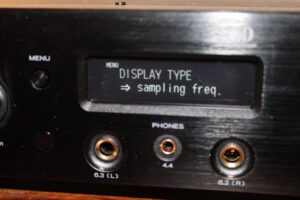 MENU
MENU
DISPLAY TYPE
⇒ sampling freq.
PHONES
6.3 (L)
4.4
6.3 (R)